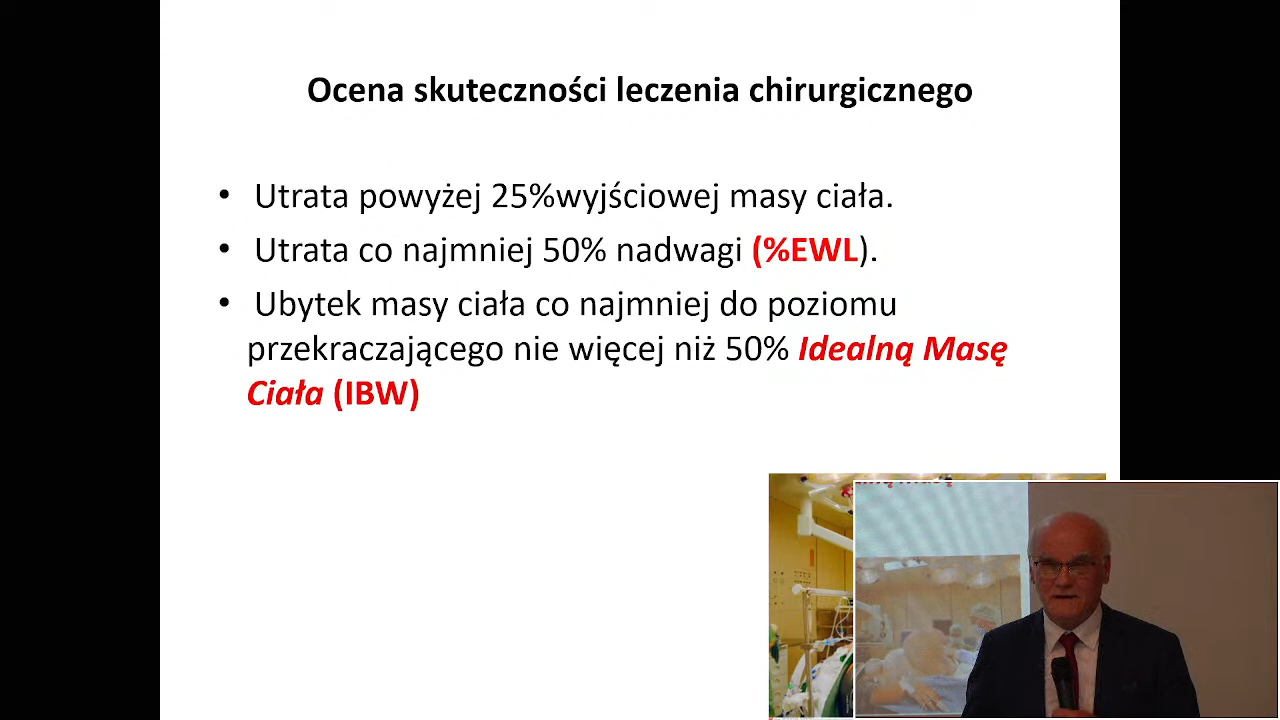 Ocena skuteczności leczenia chirurgicznego
• Utrata powyżej 25%wyjściowej masy ciała.
• Utrata co najmniej 50% nadwagi (%EWL).
• Ubytek masy ciała co najmniej do poziomu
przekraczającego nie więcej niż 50% Idealną Masę
Ciała (IBW)